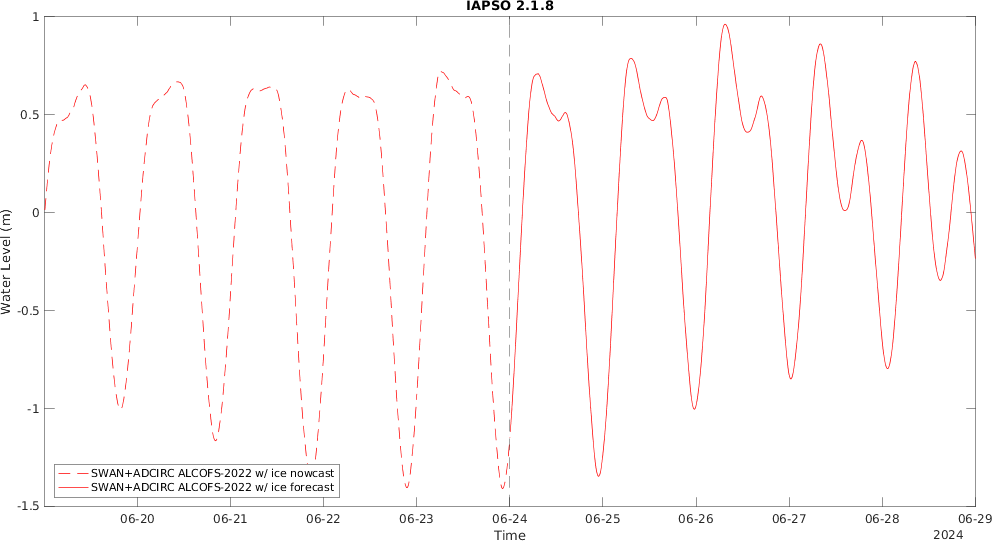 IAPSO 2.1.8
1
0.5
0
-0.5
-1
-1.5
Water Level (m)
SWAN+ADCIRC ALCOFS-2022 w/ ice nowcast
SWAN+ADCIRC ALCOFS-2022 w/ ice forecast
06-20 06-21 06-22 06-23 06-24 06-25 06-26 06-27 06-28 06-29
Time
2024